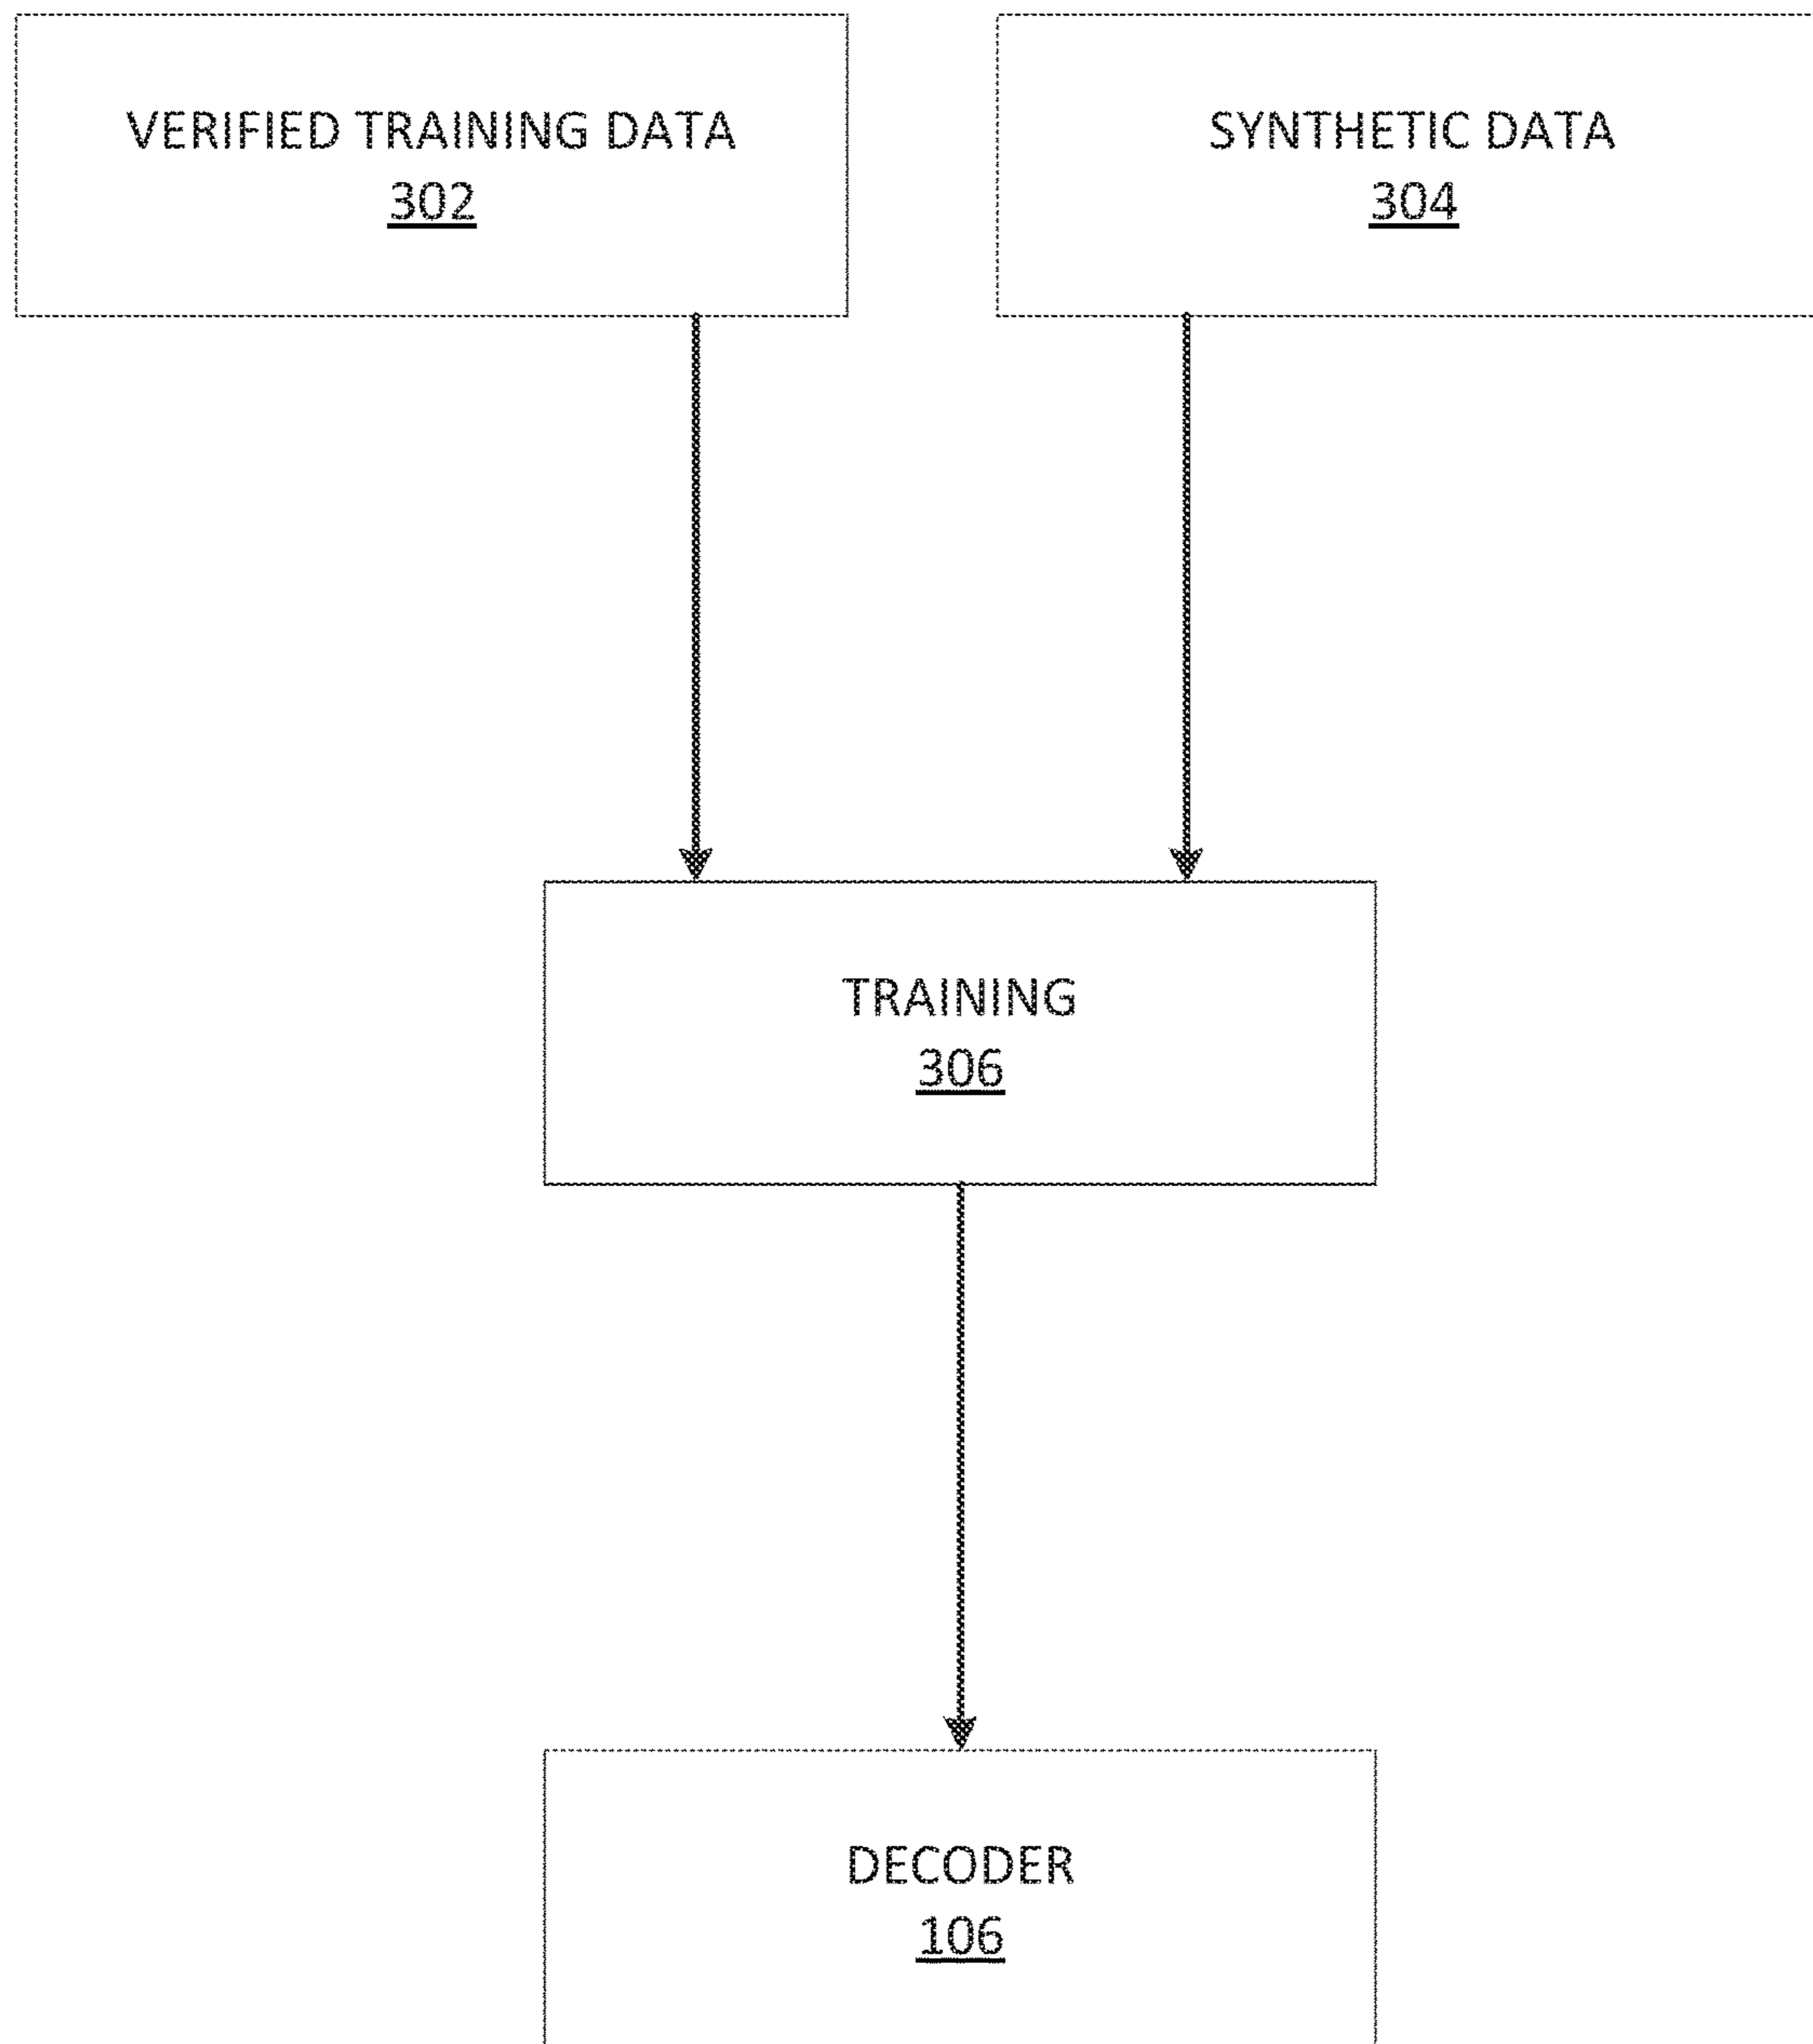 VERIFIED TRAINING DATA
302
SYNTHETIC DATA
304
TRAINING
306
DECODER
106